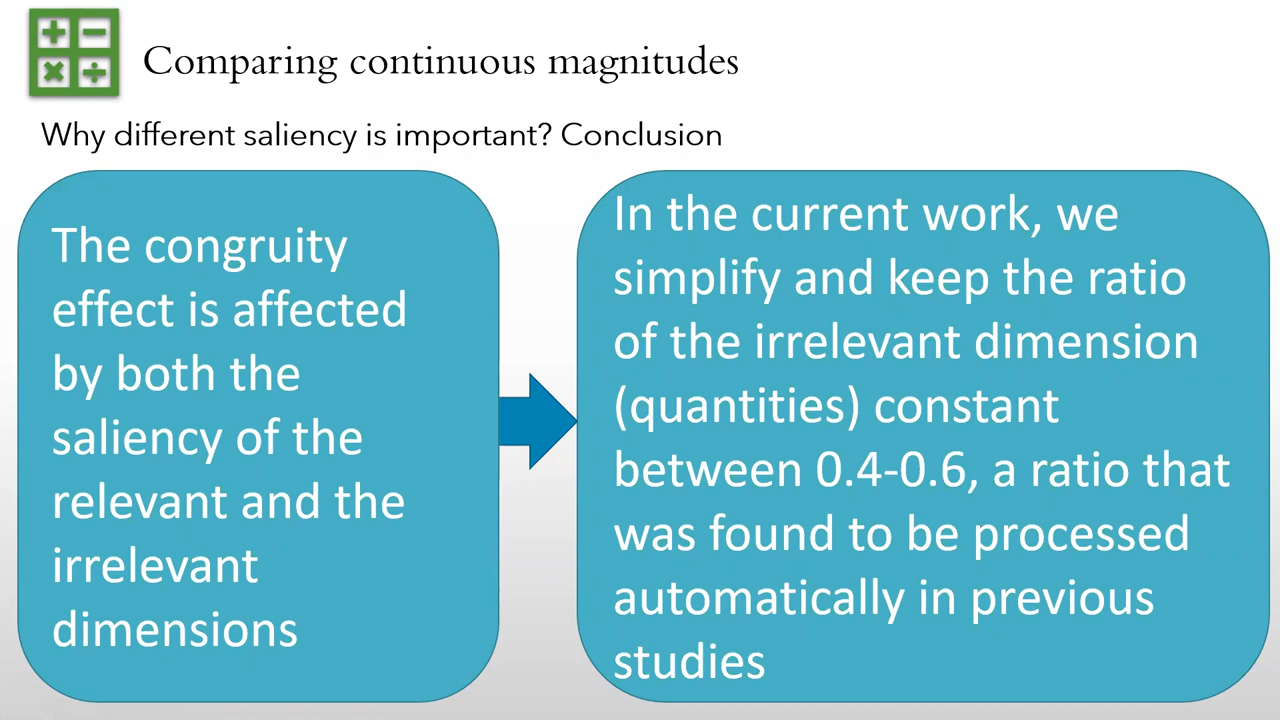 Comparing continuous magnitudes
Why different saliency is important? Conclusion
The congruity
effect is affected
by both the
saliency of the
relevant and the
irrelevant
dimensions
In the current work, we
simplify and keep the ratio
of the irrelevant dimension
(quantities) constant
between 0.4-0.6, a ratio that
was found to be processed
automatically in previous
studies